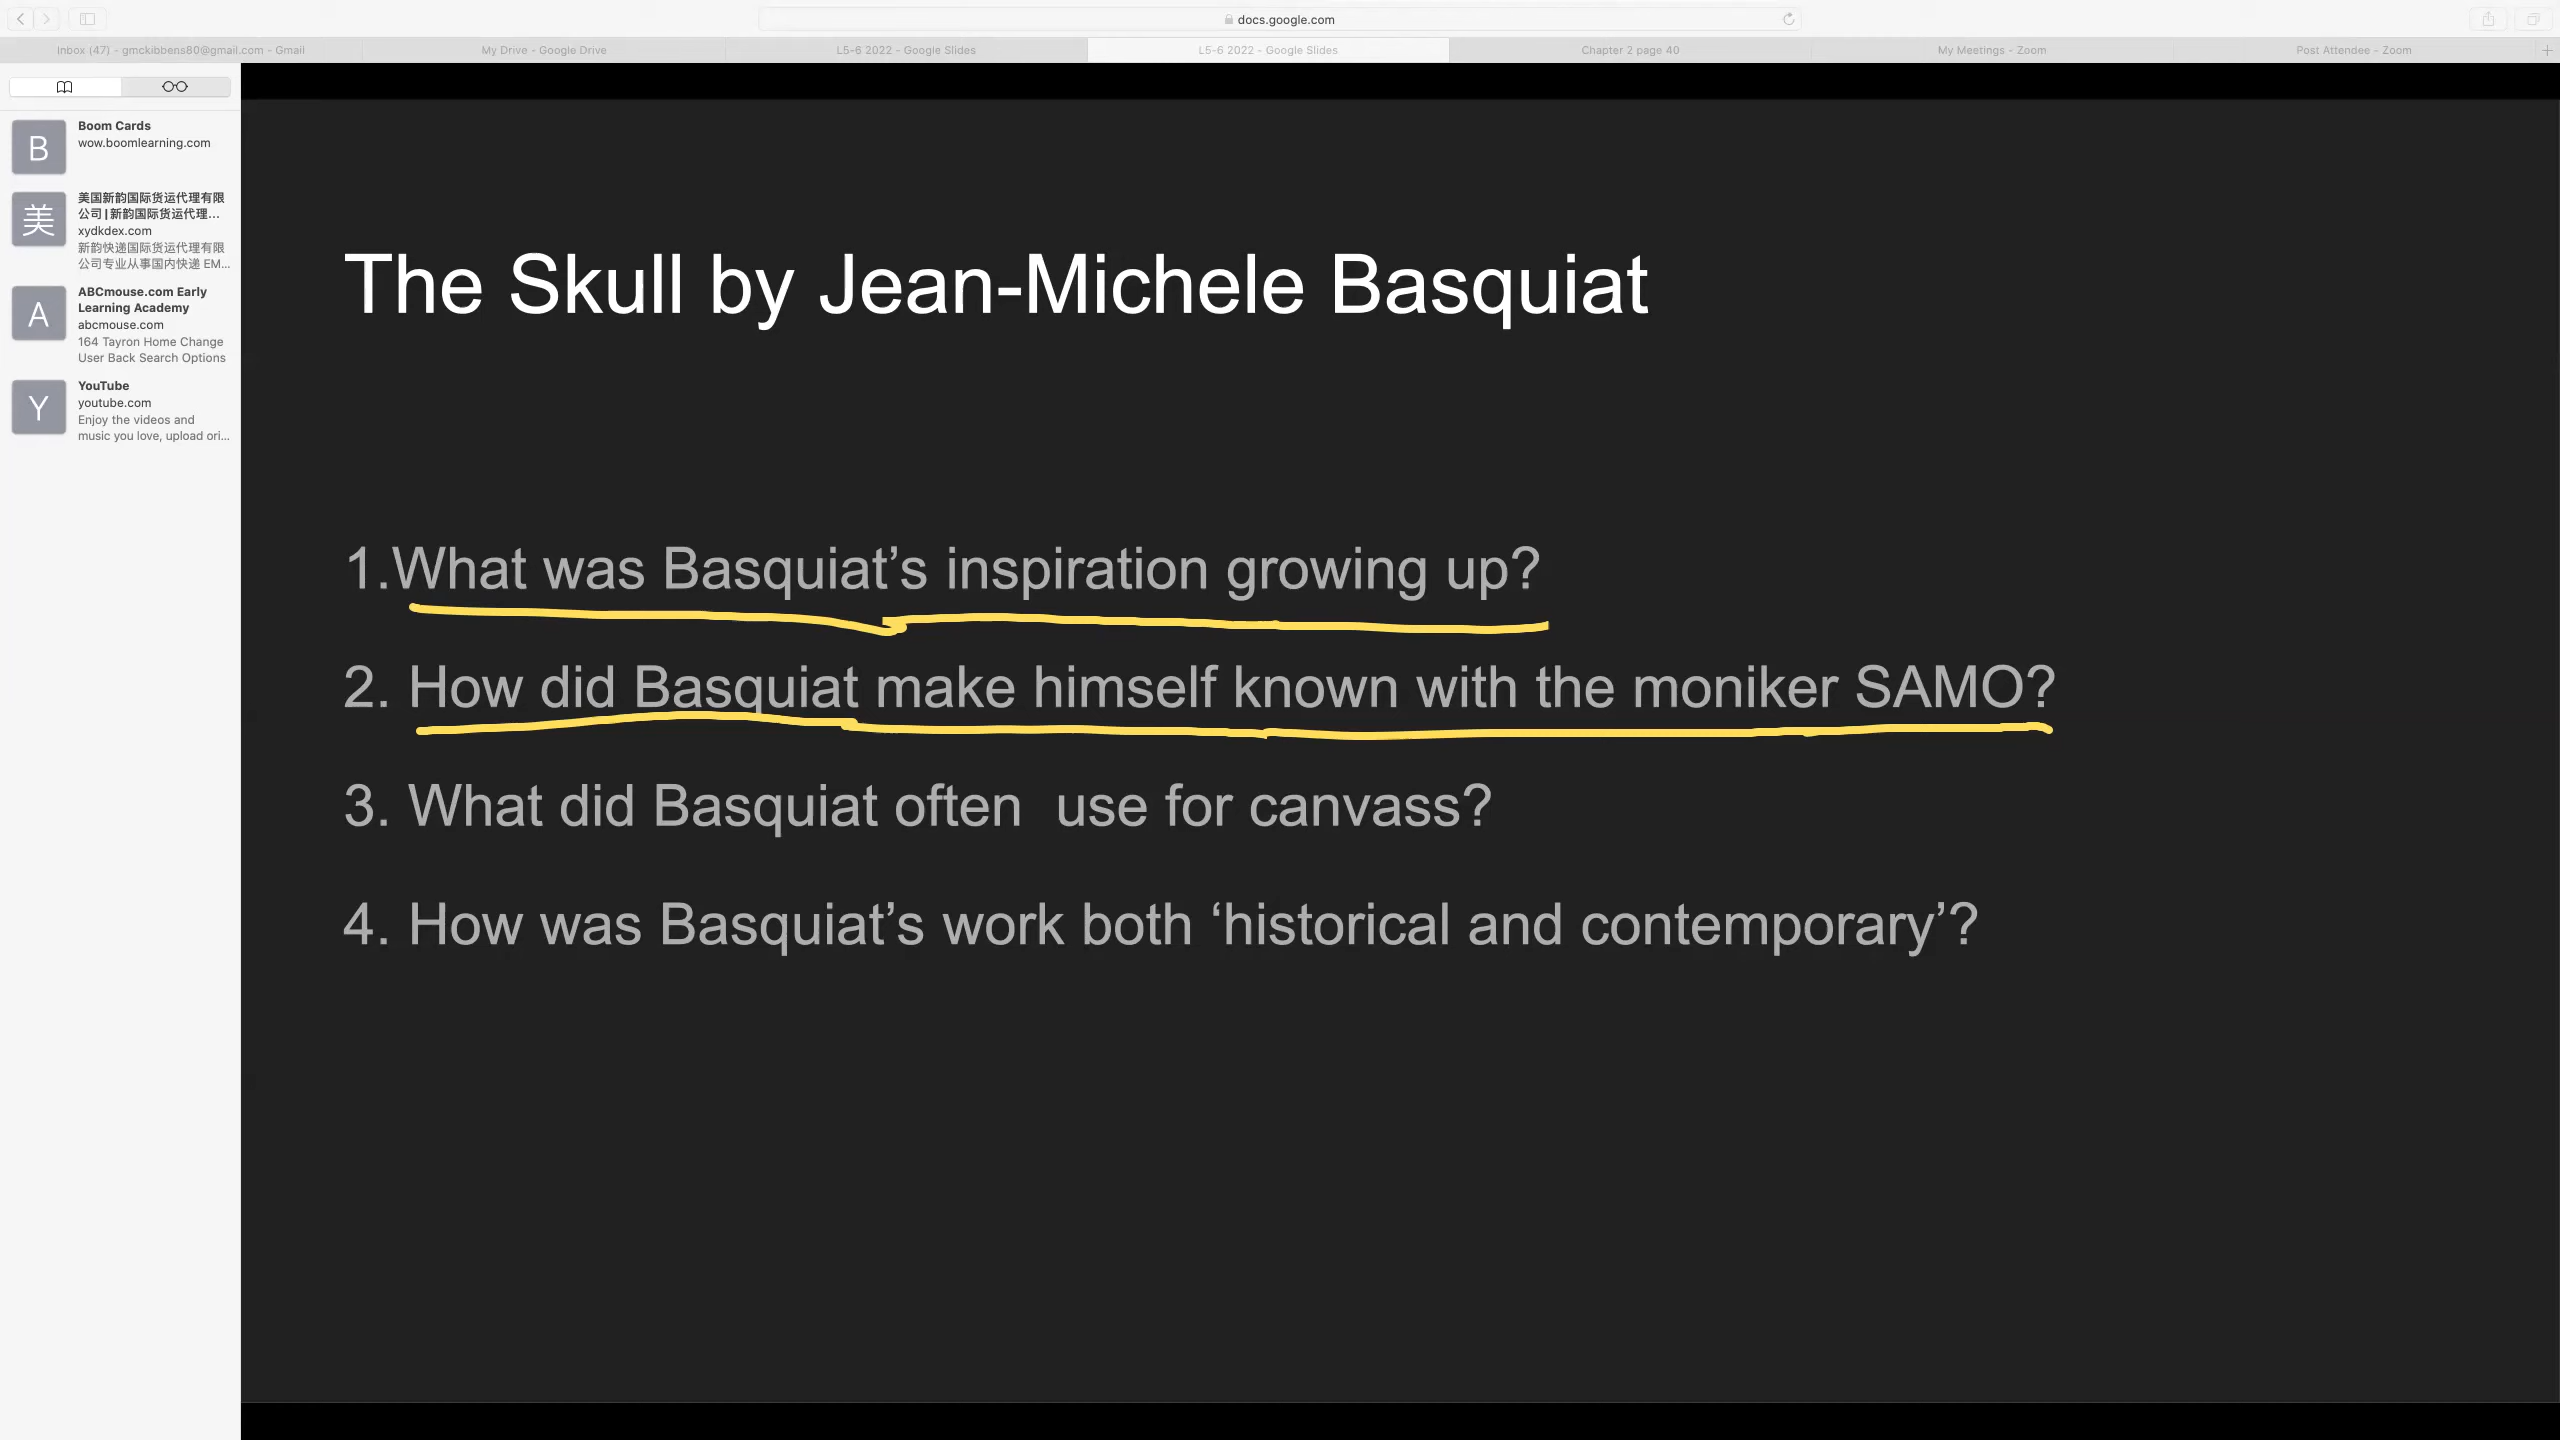 docs.google.com
Inbox (47) - gmckibbens80@gmail.com - Gmail
My Drive - Google Drive
L5-6 2022 - Google Slides
L5-6 2022 - Google Slides
Chapter 2 page 40
My Meetings - Zoom
Post Attendee - Zoom
B
Boom Cards
wow.boomlearning.com
美
美国新韵国际货运代理有限
公司|新韵国际货运代理...
xydkdex.com
新韵快递国际货运代理有限
公司专业从事国内快递 EM...
A
ABCmouse.com Early
Learning Academy
abcmouse.com
164 Tayron Home Change
User Back Search Options
Y
YouTube
youtube.com
Enjoy the videos and
music you love, upload ori...
The Skull by Jean-Michele Basquiat
1.What was Basquiat’s inspiration growing up?
2. How did Basquiat make himself known with the moniker SAMO?
3. What did Basquiat often  use for canvass?
4. How was Basquiat’s work both ‘historical and contemporary’?